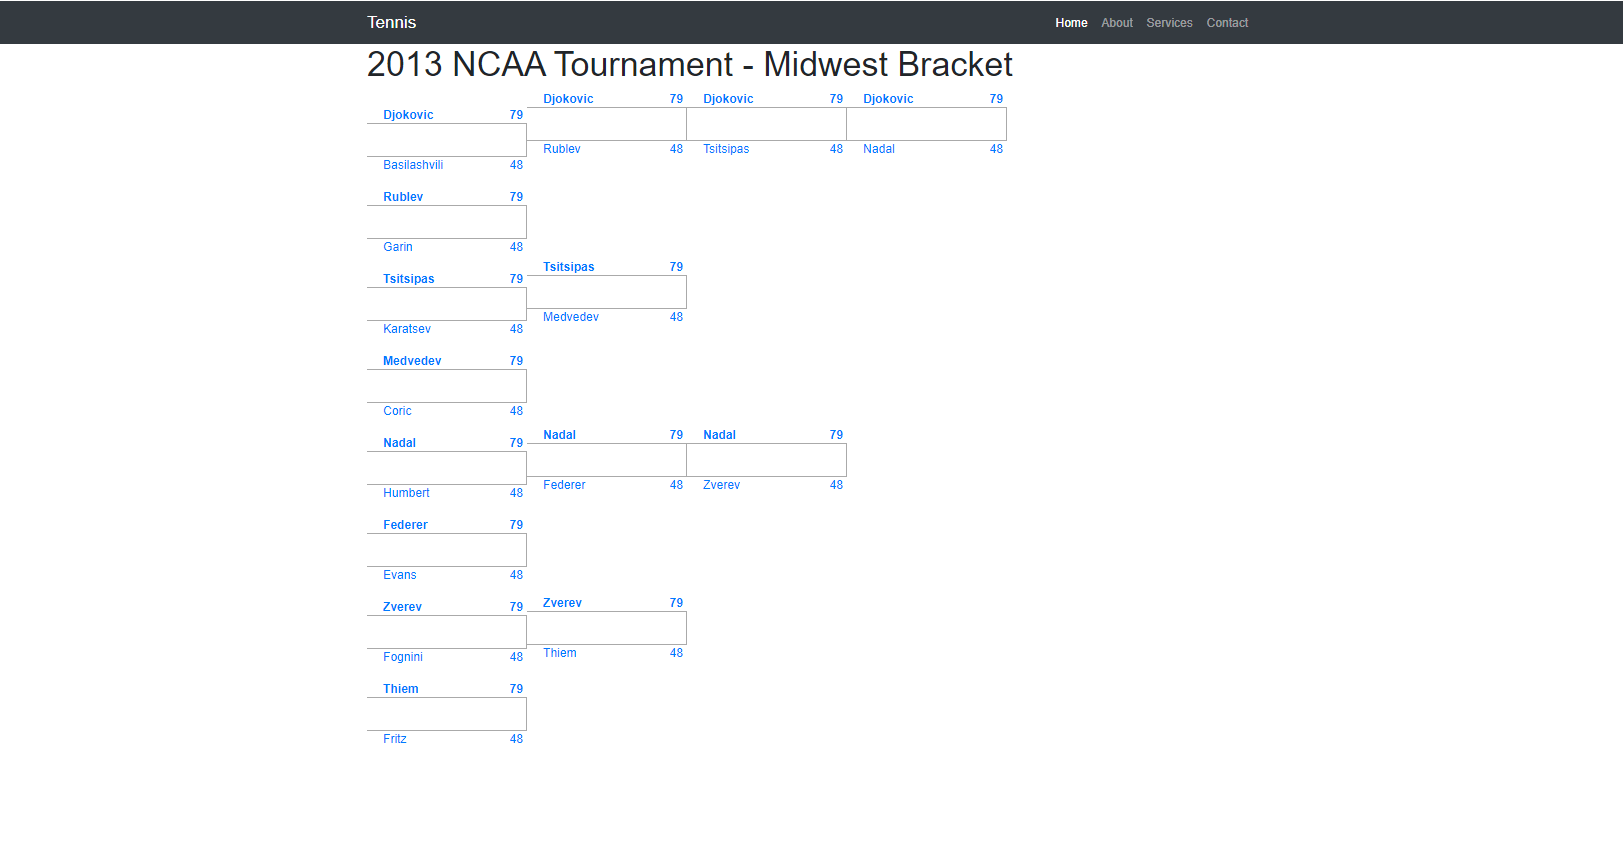 Tennis
Home About Services Contact
2013 NCAA Tournament - Midwest Bracket
Djokovic 79
Basilashvili 48
Rublev 79
Garin 48
Tsitsipas 79
Karatsev 48
Medvedev 79
Coric 48
Nadal 79
Humbert 48
Federer 79
Evans 48
Zverev 79
Fognini 48
Thiem 79
Fritz 48
Djokovic 79
Rublev 48
Tsitsipas 79
Medvedev 48
Nadal 79
Federer 48
Zverev 79
Thiem 48
Djokovic 79
Tsitsipas 48
Nadal 79
Zverev 48
Djokovic 79
Nadal 48